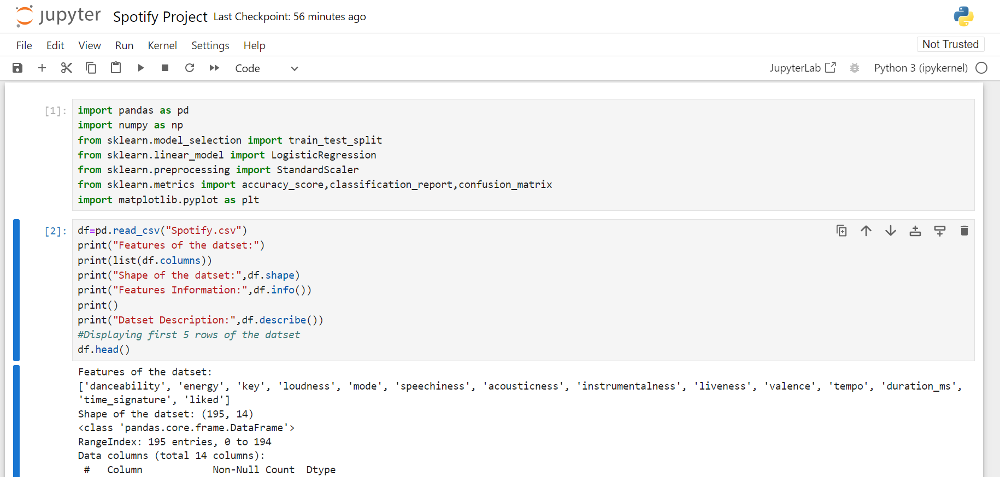 jupyter Spotify Project Last Checkpoint: 56 minutes ago
File Edit View Run Kernel Settings Help Not Trusted
Code JupyterLab Python 3 (ipykernel)
[1]: import pandas as pd
import numpy as np
from sklearn.model_selection import train_test_split
from sklearn.linear_model import LogisticRegression
from sklearn.preprocessing import StandardScaler
from sklearn.metrics import accuracy_score,classification_report,confusion_matrix
import matplotlib.pyplot as plt
[2]: df=pd.read_csv("Spotify.csv")
print("Features of the datset:")
print(list(df.columns))
print("Shape of the datset:",df.shape)
print("Features Information:",df.info())
print()
print("Datset Description:",df.describe())
#Displaying first 5 rows of the datset
df.head()
Features of the datset:
['danceability', 'energy', 'key', 'loudness', 'mode', 'speechiness', 'acousticness', 'instrumentalness', 'liveness', 'valence', 'tempo', 'duration_ms',
'time_signature', 'liked']
Shape of the datset: (195, 14)
<class 'pandas.core.frame.DataFrame'>
RangeIndex: 195 entries, 0 to 194
Data columns (total 14 columns):
#   Column            Non-Null Count  Dtype